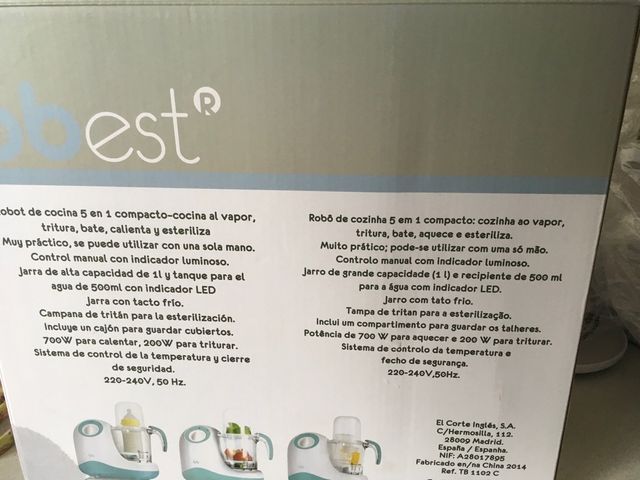 best R
obot de cocina 5 en 1 compacto-cocina al vapor,
tritura, bate, calienta y esteriliza
Muy práctico, se puede utilizar con una sola mano.
Control manual con indicador luminoso.
Jarra de alta capacidad de 1l y tanque para el
agua de 500ml con indicador LED
Jarra con tacto frio.
Campana de tritán para la esterilización.
Incluye un cajón para guardar cubiertos.
700W para calentar, 200W para triturar.
Sistema de control de la temperatura y cierre
de seguridad.
220-240V, 50 Hz.
Robô de cozinha 5 em 1 compacto: cozinha ao vapor,
tritura, bate, aquece e esteriliza.
Muito prático; pode-se utilizar com uma só mão.
Controlo manual com indicador luminoso.
Jarro de grande capacidade (1 l) e recipiente de 500 ml
para a água com indicador LED.
Jarro com tato frio.
Tampa de tritan para a esterilização.
Inclui um compartimento para guardar os talheres.
Potência de 700 W para aquecer e 200 W para triturar.
Sistema de controlo da temperatura e
fecho de segurança.
220-240V,50Hz.
El Corte Inglés, S.A.
C/Hermosilla, 112.
28009 Madrid.
España / Espanha.
NIF: A28017895
Fabricado en/na China 2014
Ref. TB 1102 C